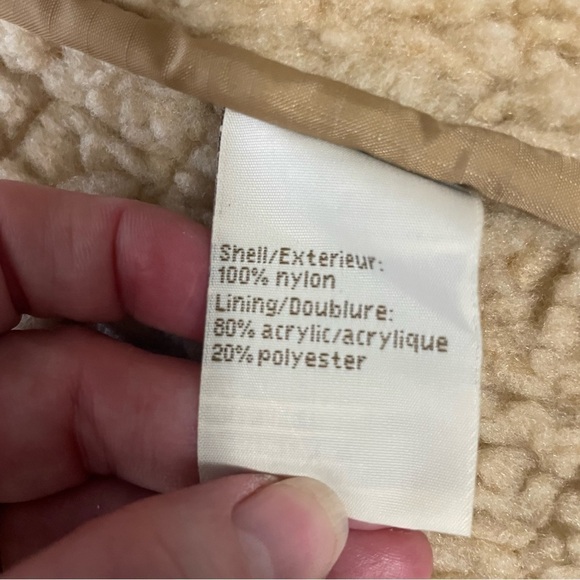 Shell/Exterieur:
100% nylon
Lining/Doublure:
80% acrylic/acrylique
20% polyester